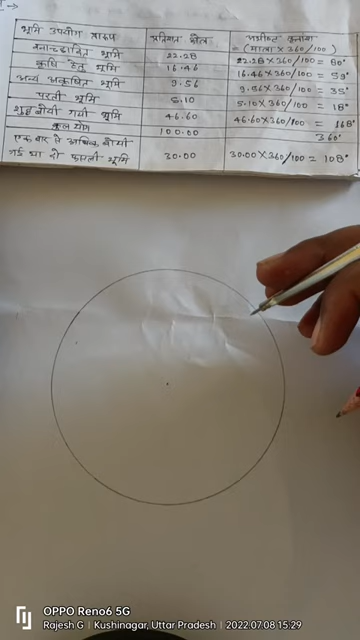 भूमि उपयोग प्रारूप प्रतिशत क्षेत्र अभीष्ट कोण
= (मात्रा × 360/100)
वनाच्छादित भूमि 22.28 22.28×360/100 = 80°
कृषि हेतु भूमि 16.46 16.46×360/100 = 59°
अन्य अकृषित भूमि 9.56 9.56×360/100 = 35°
परती भूमि 5.10 5.10×360/100 = 18°
शुद्ध बोयी गयी भूमि 46.60 46.60×360/100 = 168°
कुल योग 100.00 360°
एक बार से अधिक बोयी
गई या दो फसली भूमि 30.00 30.00×360/100 = 108°
OPPO Reno6 5G
Rajesh G | Kushinagar, Uttar Pradesh | 2022.07.08 15:29